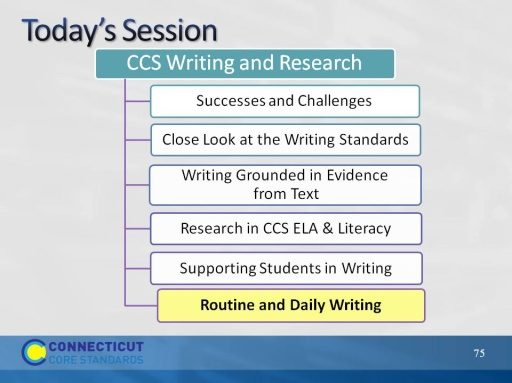 Today's Session
CCS Writing and Research
Successes and Challenges
Close Look at the Writing Standards
Writing Grounded in Evidence
from Text
Research in CCS ELA & Literacy
Supporting Students in Writing
Routine and Daily Writing
CONNECTICUT
CORE STANDARDS
75